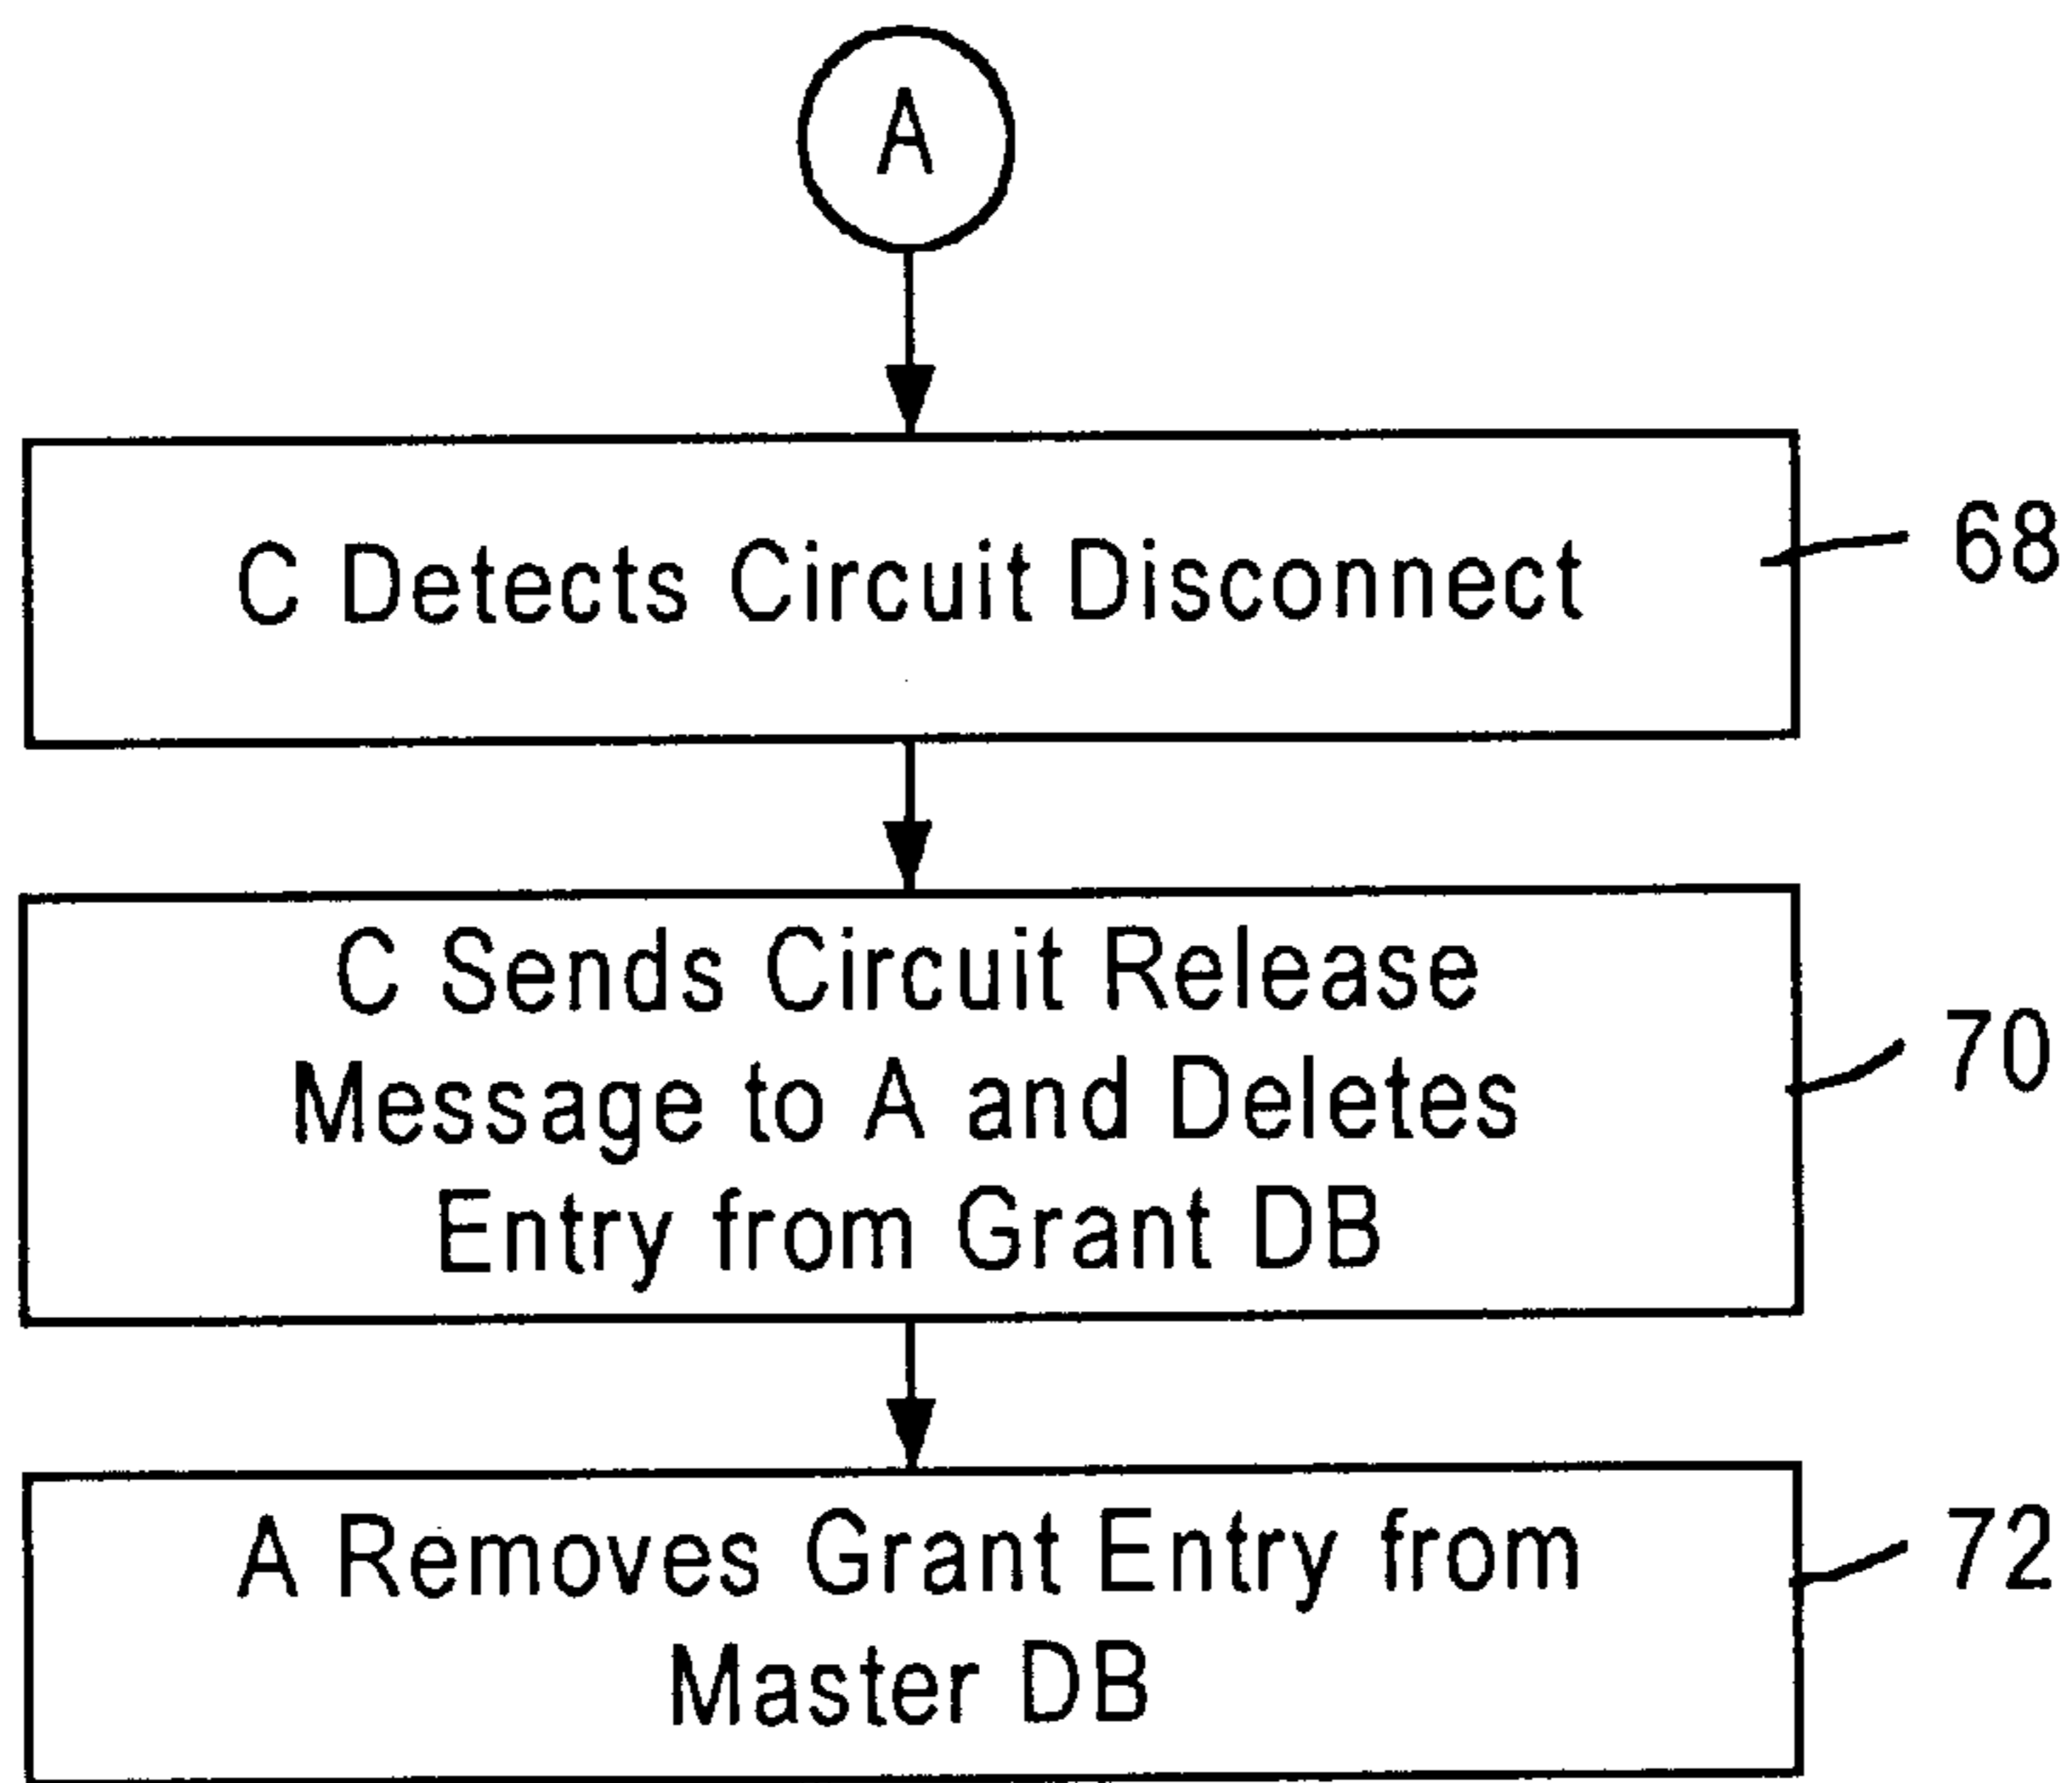 A
C Detects Circuit Disconnect
68
C Sends Circuit Release
Message to A and Deletes
Entry from Grant DB
70
A Removes Grant Entry from
Master DB
72